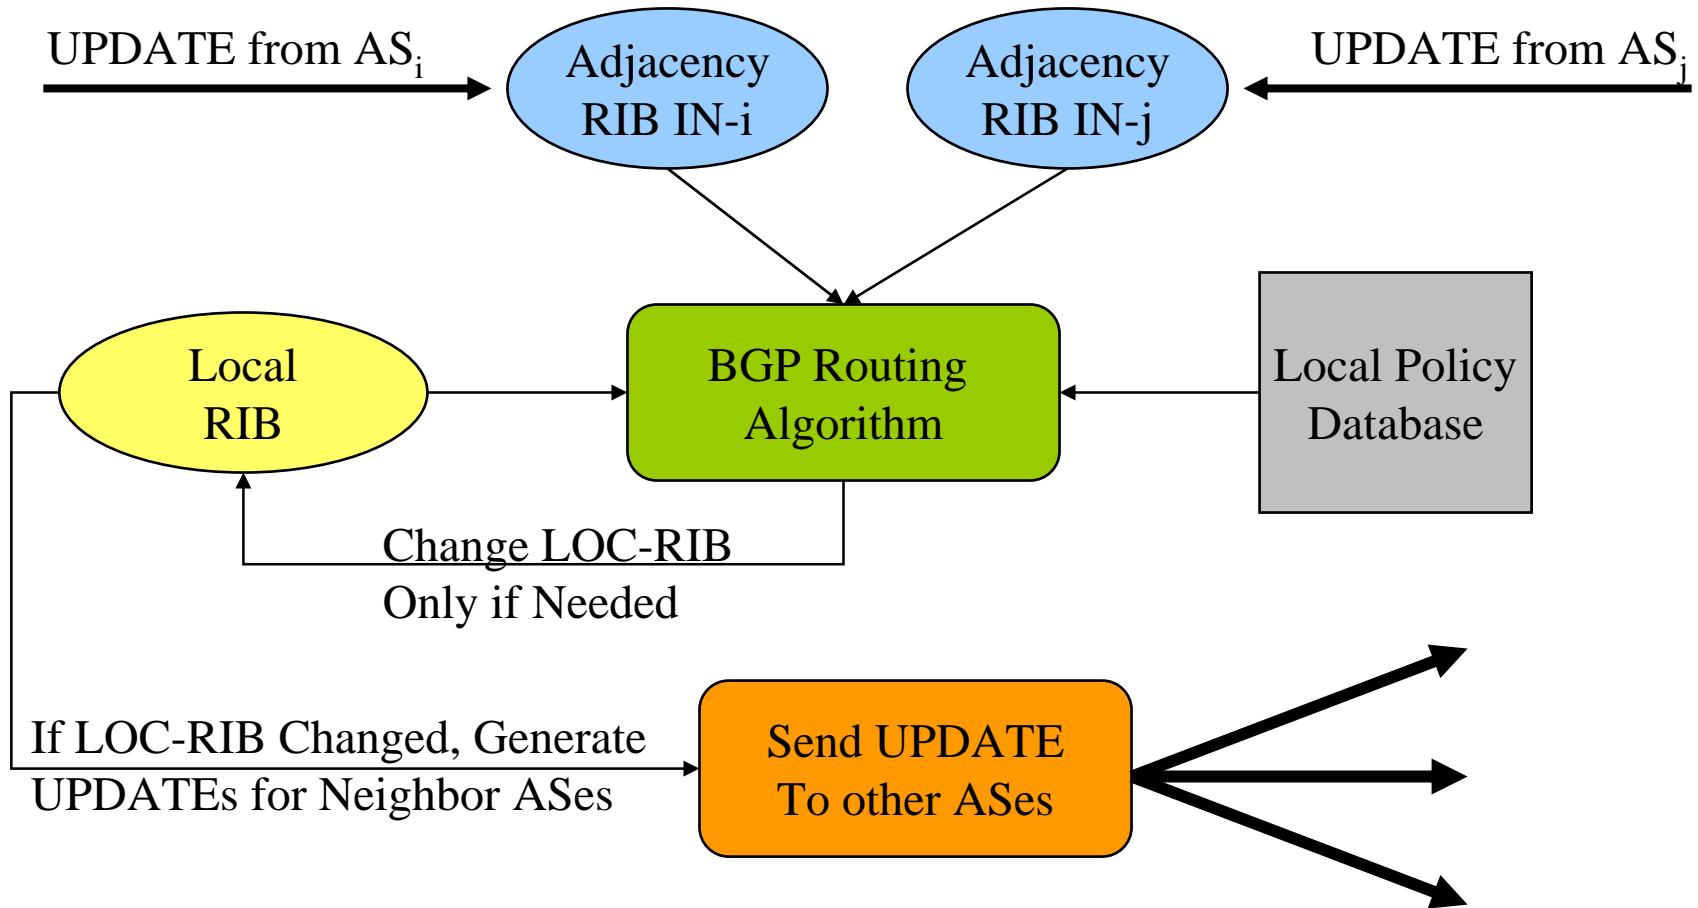 UPDATE from ASi
Adjacency
RIB IN-i
Adjacency
RIB IN-j
UPDATE from ASj
Local
RIB
BGP Routing
Algorithm
Local Policy
Database
Change LOC-RIB
Only if Needed
If LOC-RIB Changed, Generate
UPDATEs for Neighbor ASes
Send UPDATE
To other ASes